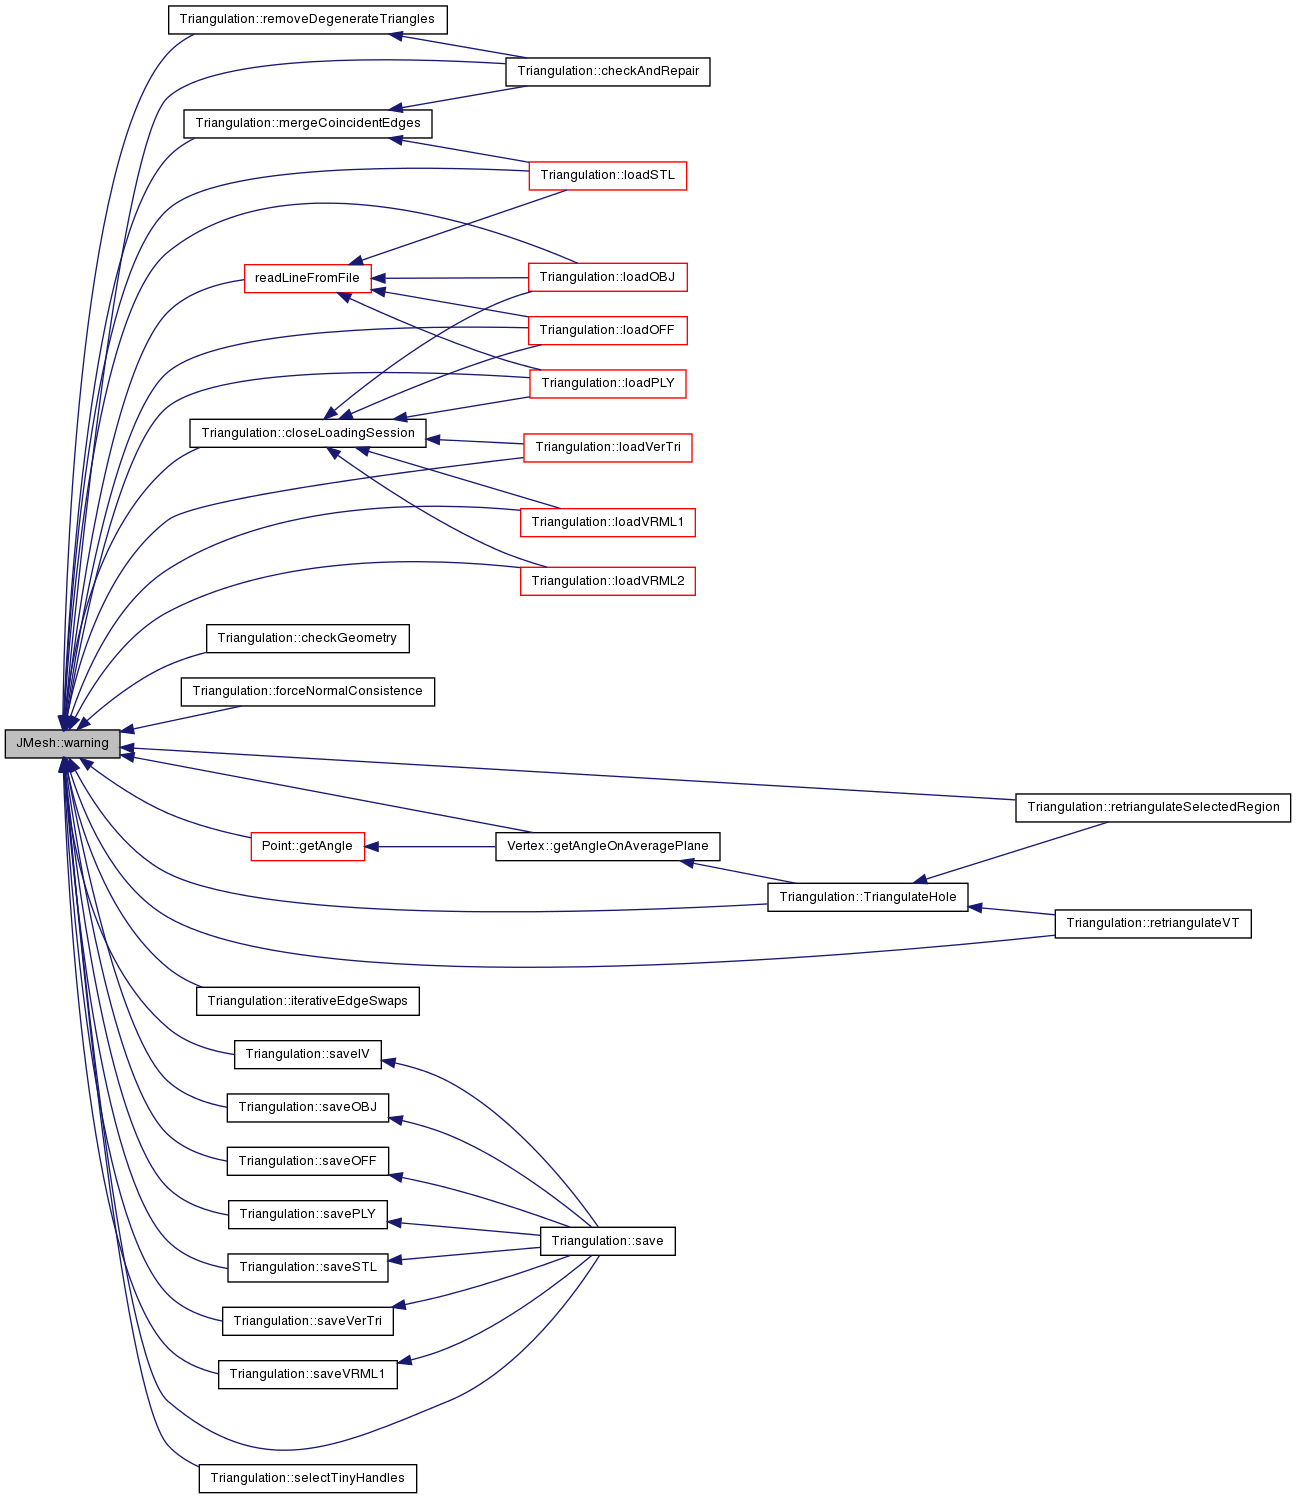 Triangulation::removeDegenerateTriangles
Triangulation::checkAndRepair
Triangulation::mergeCoincidentEdges
Triangulation::loadSTL
readLineFromFile
Triangulation::loadOBJ
Triangulation::loadOFF
Triangulation::loadPLY
Triangulation::closeLoadingSession
Triangulation::loadVerTri
Triangulation::loadVRML1
Triangulation::loadVRML2
Triangulation::checkGeometry
Triangulation::forceNormalConsistence
JMesh::warning
Triangulation::retriangulateSelectedRegion
Point::getAngle
Vertex::getAngleOnAveragePlane
Triangulation::TriangulateHole
Triangulation::retriangulateVT
Triangulation::iterativeEdgeSwaps
Triangulation::saveIV
Triangulation::saveOBJ
Triangulation::saveOFF
Triangulation::savePLY
Triangulation::save
Triangulation::saveSTL
Triangulation::saveVerTri
Triangulation::saveVRML1
Triangulation::selectTinyHandles